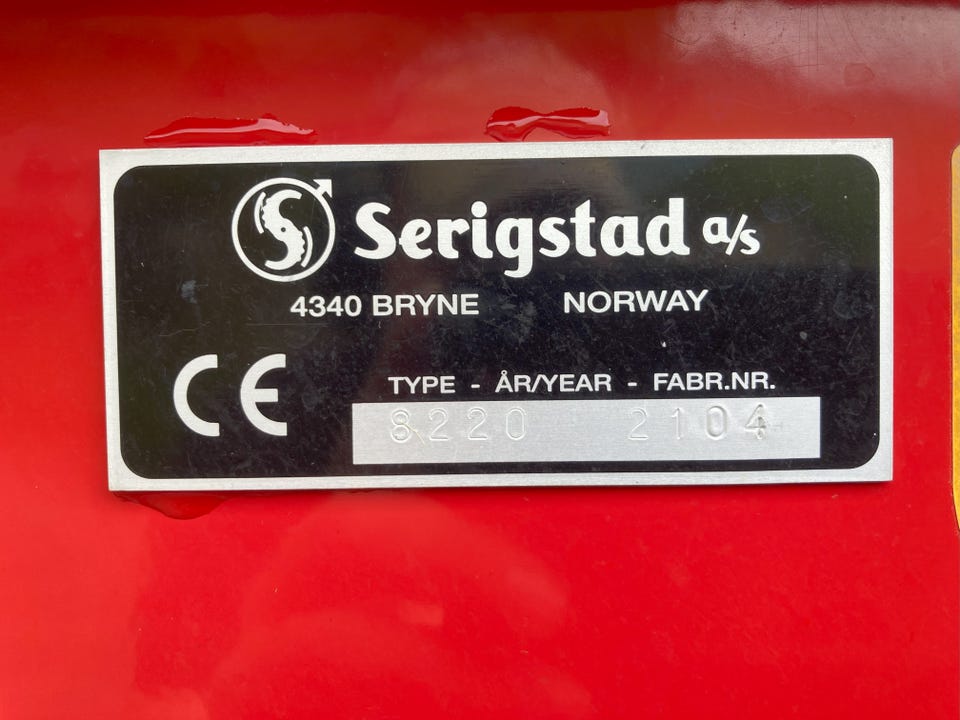 Serigstad a/s
4340 BRYNE NORWAY
CE
TYPE - ÅR/YEAR - FABR.NR.
8220 2104